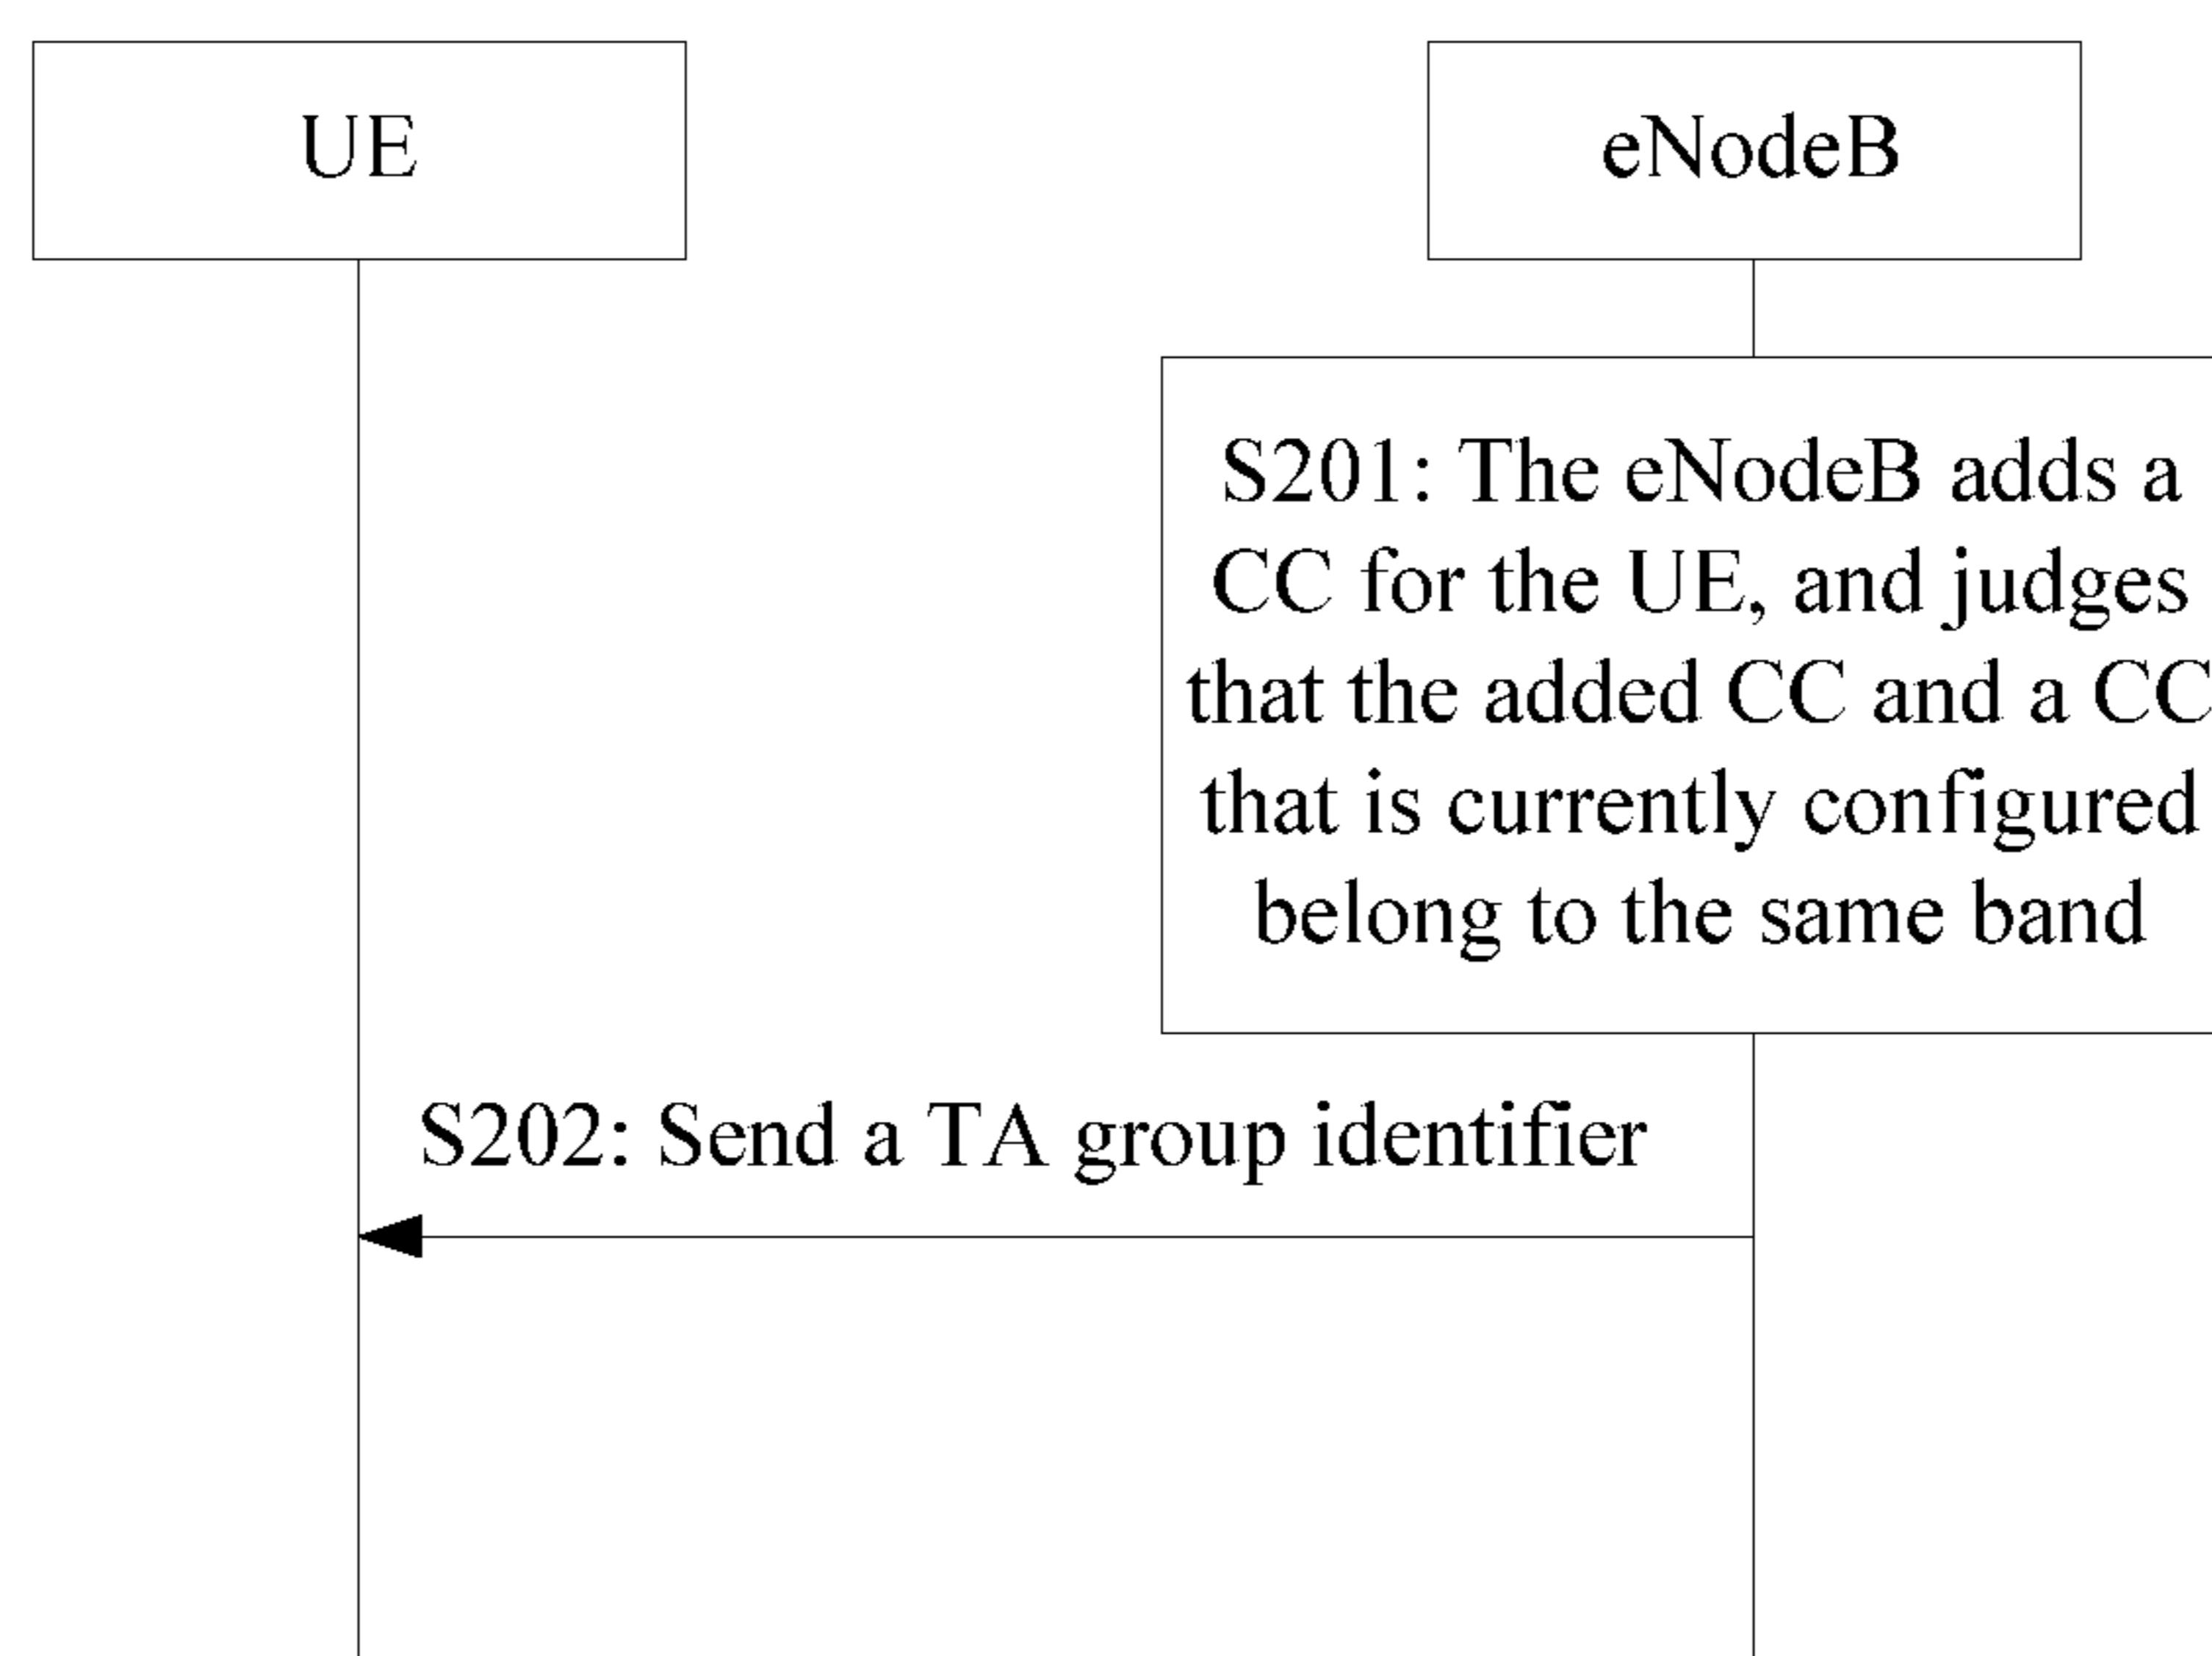 UE
eNodeB
S201: The eNodeB adds a
CC for the UE, and judges
that the added CC and a CC
that is currently configured
belong to the same band
S202: Send a TA group identifier